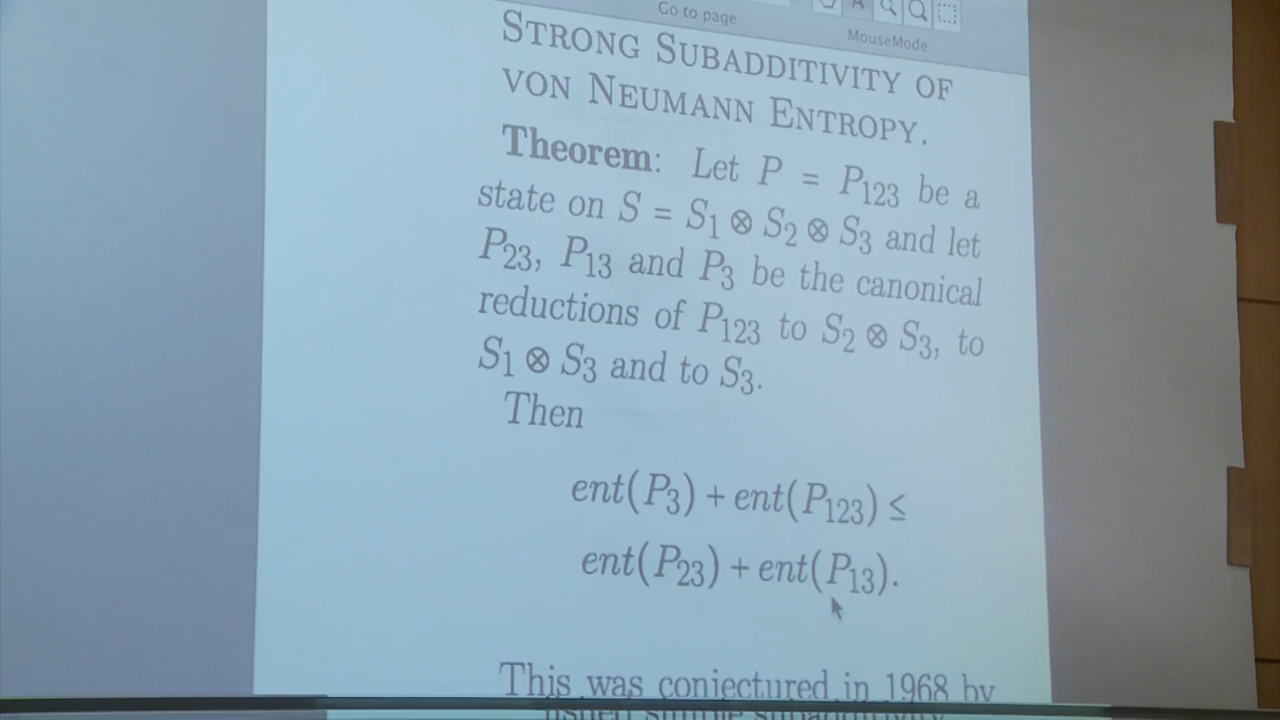 Go to page
MouseMode
STRONG SUBADDITIVITY OF
VON NEUMANN ENTROPY.
Theorem: Let P = P₁₂₃ be a
state on S = S₁ ⊗ S₂ ⊗ S₃ and let
P₂₃, P₁₃ and P₃ be the canonical
reductions of P₁₂₃ to S₂ ⊗ S₃, to
S₁ ⊗ S₃ and to S₃.
Then
ent(P₃) + ent(P₁₂₃) ≤
ent(P₂₃) + ent(P₁₃).
This was conjectured in 1968 by